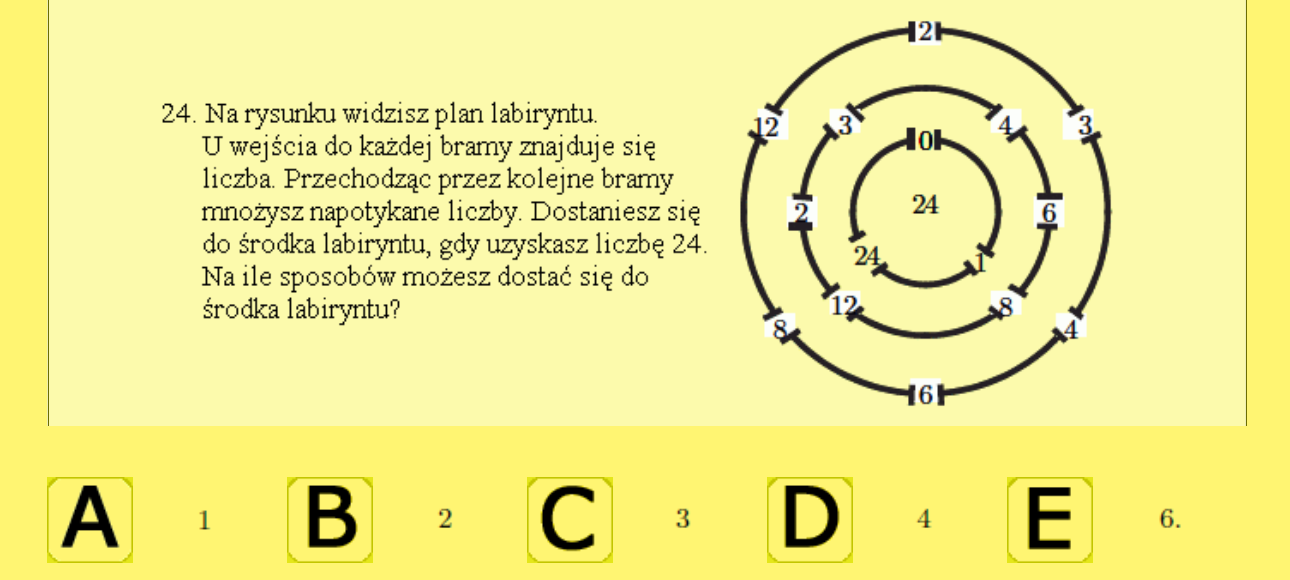 24. Na rysunku widzisz plan labiryntu.
U wejścia do każdej bramy znajduje się
liczba. Przechodząc przez kolejne bramy
mnożysz napotykane liczby. Dostaniesz się
do środka labiryntu, gdy uzyskasz liczbę 24.
Na ile sposobów możesz dostać się do
środka labiryntu?
2
12 3 4 3
0
2 24 6
24 1
12 8
8 4
6
A 1 B 2 C 3 D 4 E 6.